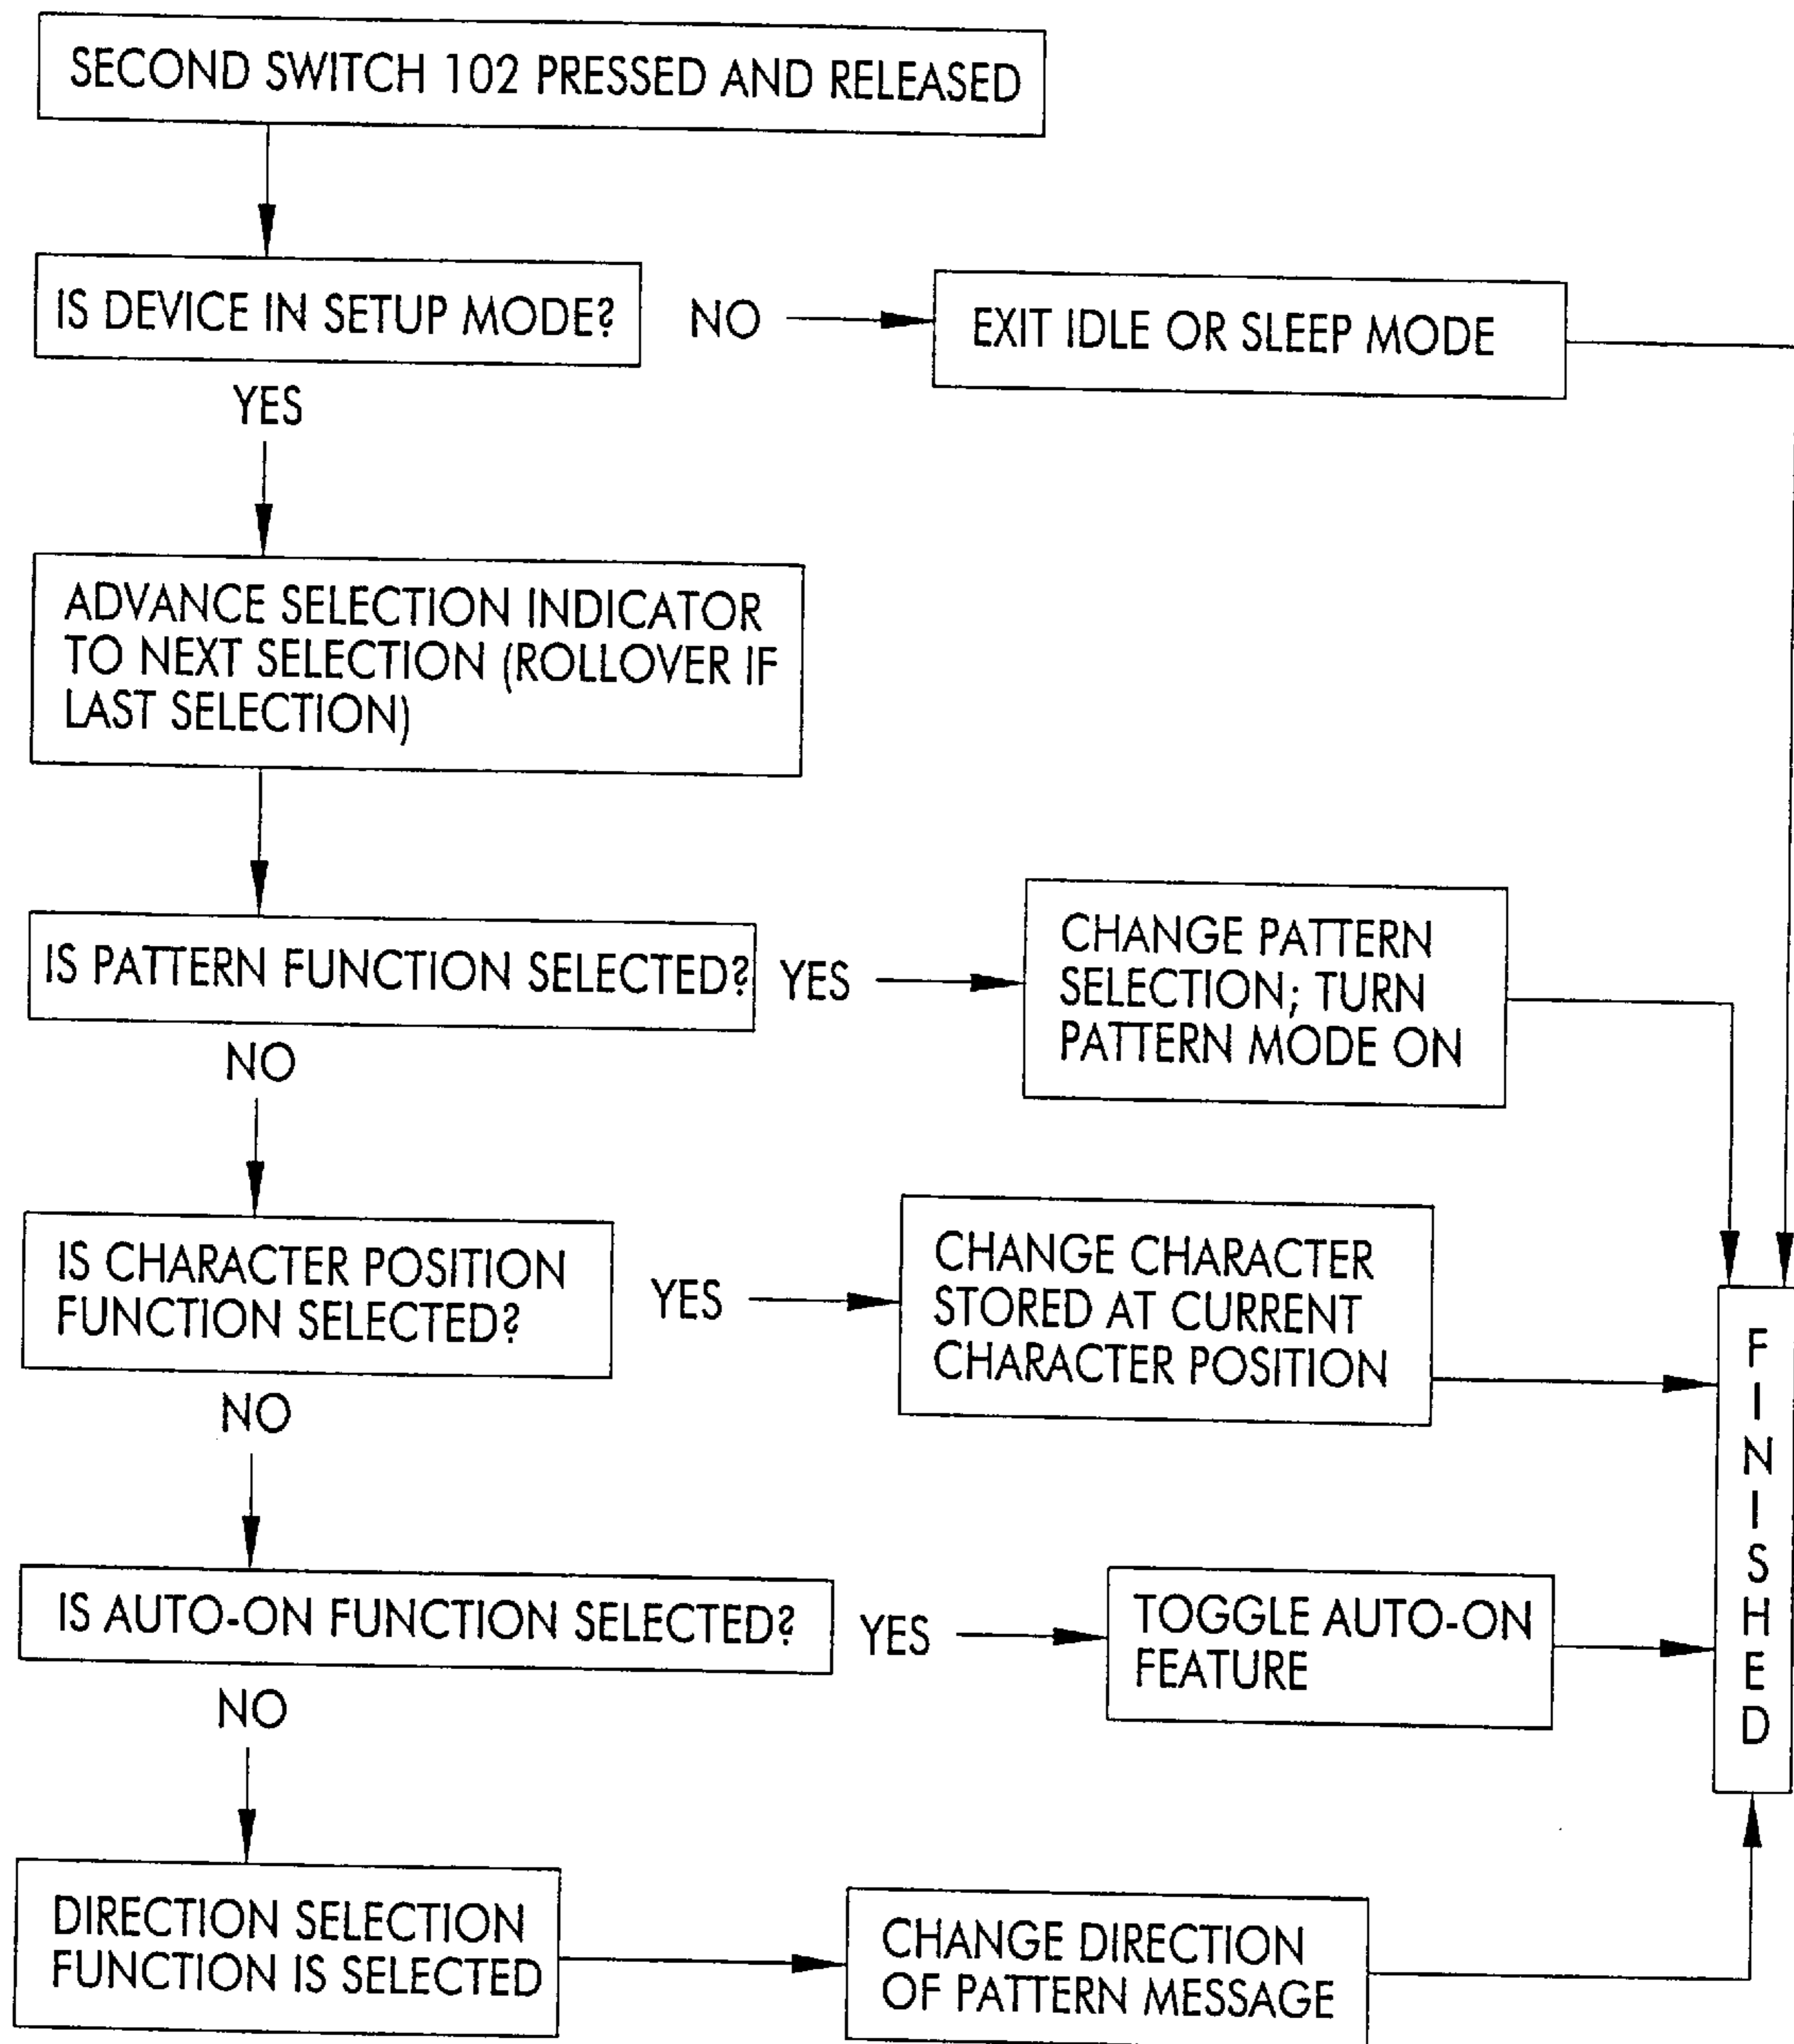 SECOND SWITCH 102 PRESSED AND RELEASED
IS DEVICE IN SETUP MODE?
NO
EXIT IDLE OR SLEEP MODE
YES
ADVANCE SELECTION INDICATOR
TO NEXT SELECTION (ROLLOVER IF
LAST SELECTION)
IS PATTERN FUNCTION SELECTED?
YES
CHANGE PATTERN
SELECTION; TURN
PATTERN MODE ON
NO
IS CHARACTER POSITION
FUNCTION SELECTED?
YES
CHANGE CHARACTER
STORED AT CURRENT
CHARACTER POSITION
NO
IS AUTO-ON FUNCTION SELECTED?
YES
TOGGLE AUTO-ON
FEATURE
NO
DIRECTION SELECTION
FUNCTION IS SELECTED
CHANGE DIRECTION
OF PATTERN MESSAGE
FINISHED